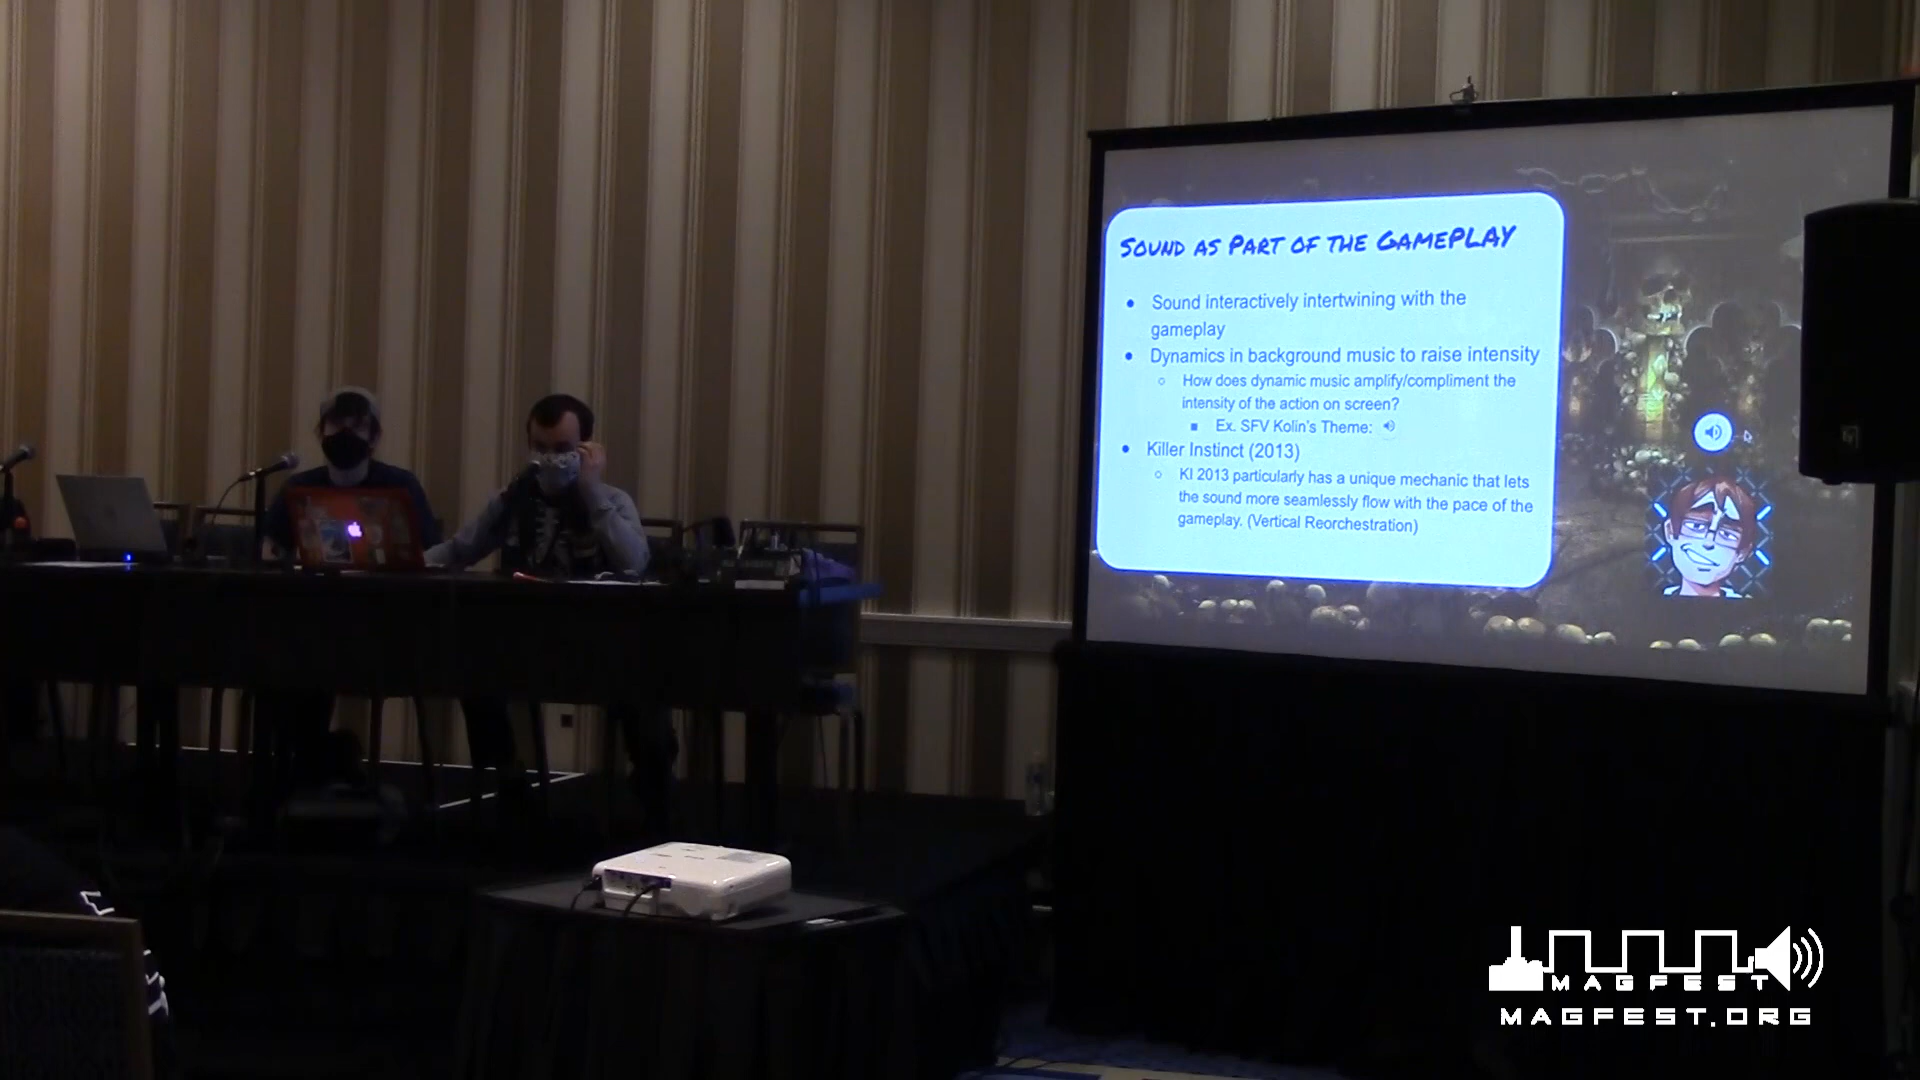 Sound as Part of the Gameplay
● Sound interactively intertwining with the
gameplay
● Dynamics in background music to raise intensity
○ How does dynamic music amplify/compliment the
intensity of the action on screen?
■ Ex. SFV Kolin's Theme:
● Killer Instinct (2013)
○ KI 2013 particularly has a unique mechanic that lets
the sound more seamlessly flow with the pace of the
gameplay. (Vertical Reorchestration)
MAGFEST
MAGFEST.ORG